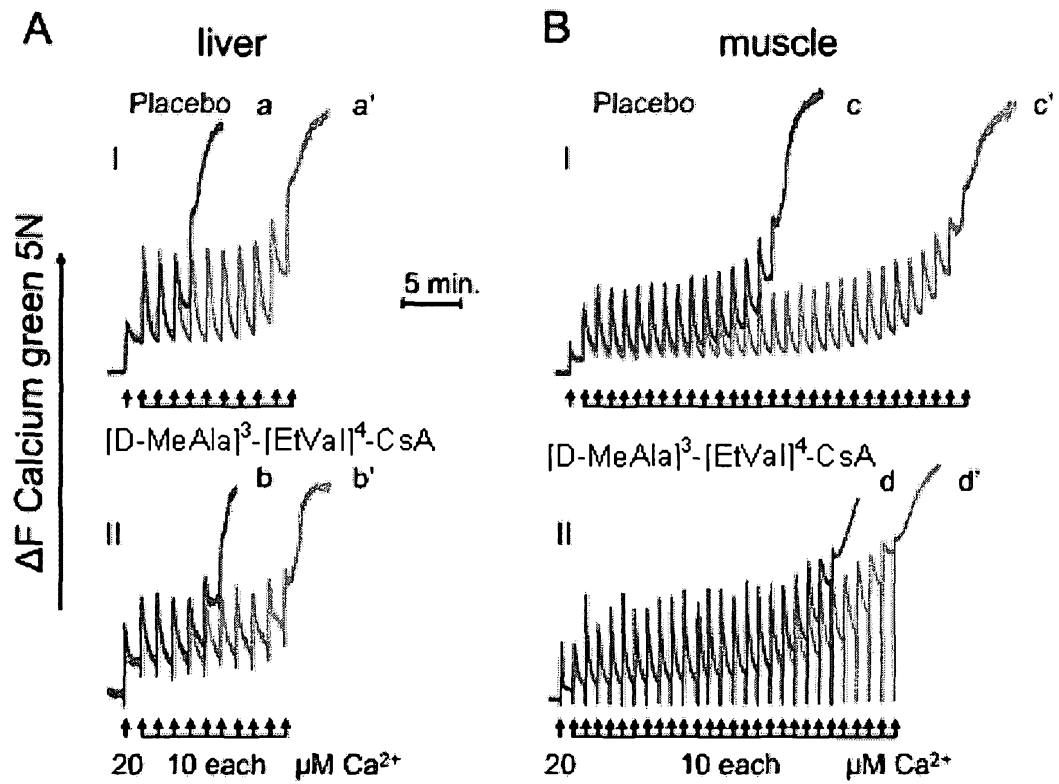 A
liver
B
muscle
Placebo a a'
Placebo c c'
I
I
5 min.
ΔF Calcium green 5N
[D-MeAla]³-[EtVal]⁴-CsA
[D-MeAla]³-[EtVal]⁴-CsA
b b'
d d'
II
II
20 10 each µM Ca²⁺
20 10 each µM Ca²⁺